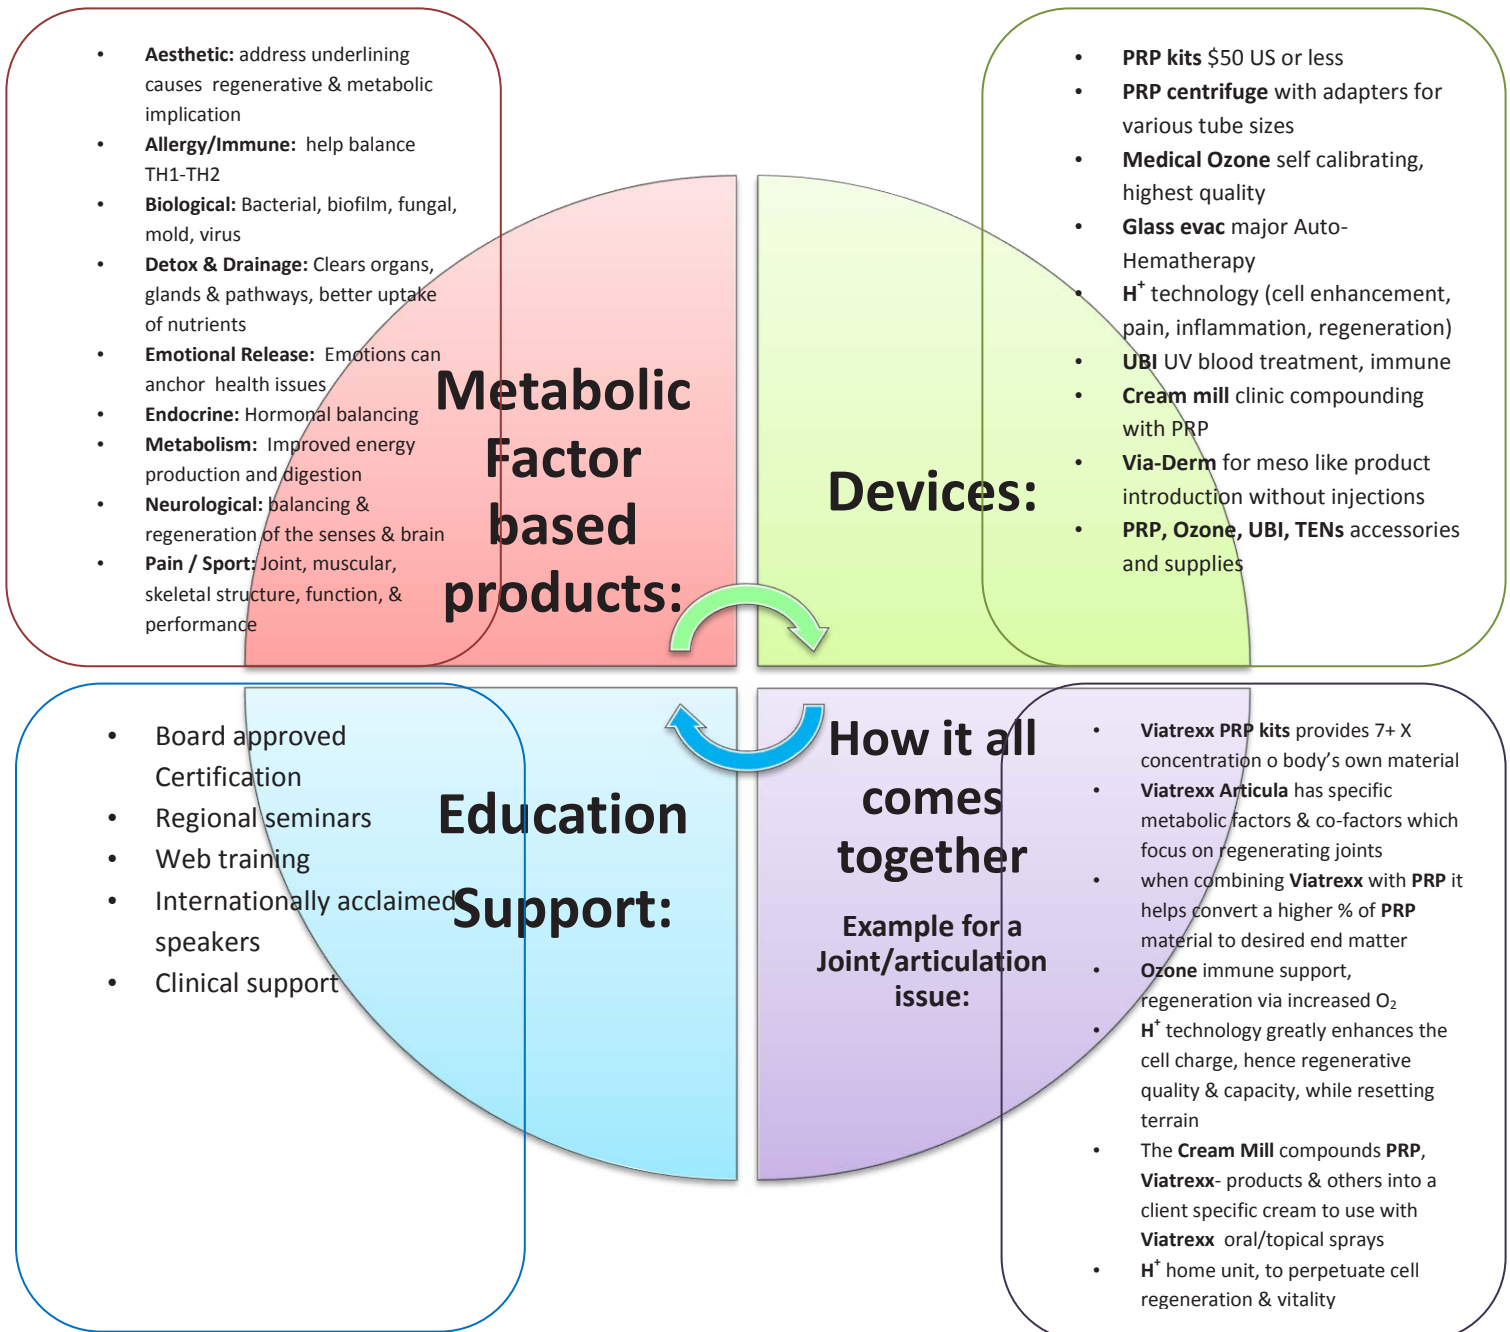 • Aesthetic: address underlining
causes regenerative & metabolic
implication
• Allergy/Immune: help balance
TH1-TH2
• Biological: Bacterial, biofilm, fungal,
mold, virus
• Detox & Drainage: Clears organs,
glands & pathways, better uptake
of nutrients
• Emotional Release: Emotions can
anchor health issues
• Endocrine: Hormonal balancing
• Metabolism: Improved energy
production and digestion
• Neurological: balancing &
regeneration of the senses & brain
• Pain / Sport: Joint, muscular,
skeletal structure, function, &
performance
Metabolic
Factor
based
products:
Devices:
• PRP kits $50 US or less
• PRP centrifuge with adapters for
various tube sizes
• Medical Ozone self calibrating,
highest quality
• Glass evac major Auto-
Hematherapy
• H⁺ technology (cell enhancement,
pain, inflammation, regeneration)
• UBI UV blood treatment, immune
• Cream mill clinic compounding
with PRP
• Via-Derm for meso like product
introduction without injections
• PRP, Ozone, UBI, TENs accessories
and supplies
• Board approved
Certification
• Regional seminars
• Web training
• Internationally acclaimed
speakers
• Clinical support
Education
Support:
How it all
comes
together
Example for a
Joint/articulation
issue:
• Viatrexx PRP kits provides 7+ X
concentration o body's own material
• Viatrexx Articula has specific
metabolic factors & co-factors which
focus on regenerating joints
• when combining Viatrexx with PRP it
helps convert a higher % of PRP
material to desired end matter
• Ozone immune support,
regeneration via increased O₂
• H⁺ technology greatly enhances the
cell charge, hence regenerative
quality & capacity, while resetting
terrain
• The Cream Mill compounds PRP,
Viatrexx- products & others into a
client specific cream to use with
Viatrexx oral/topical sprays
• H⁺ home unit, to perpetuate cell
regeneration & vitality